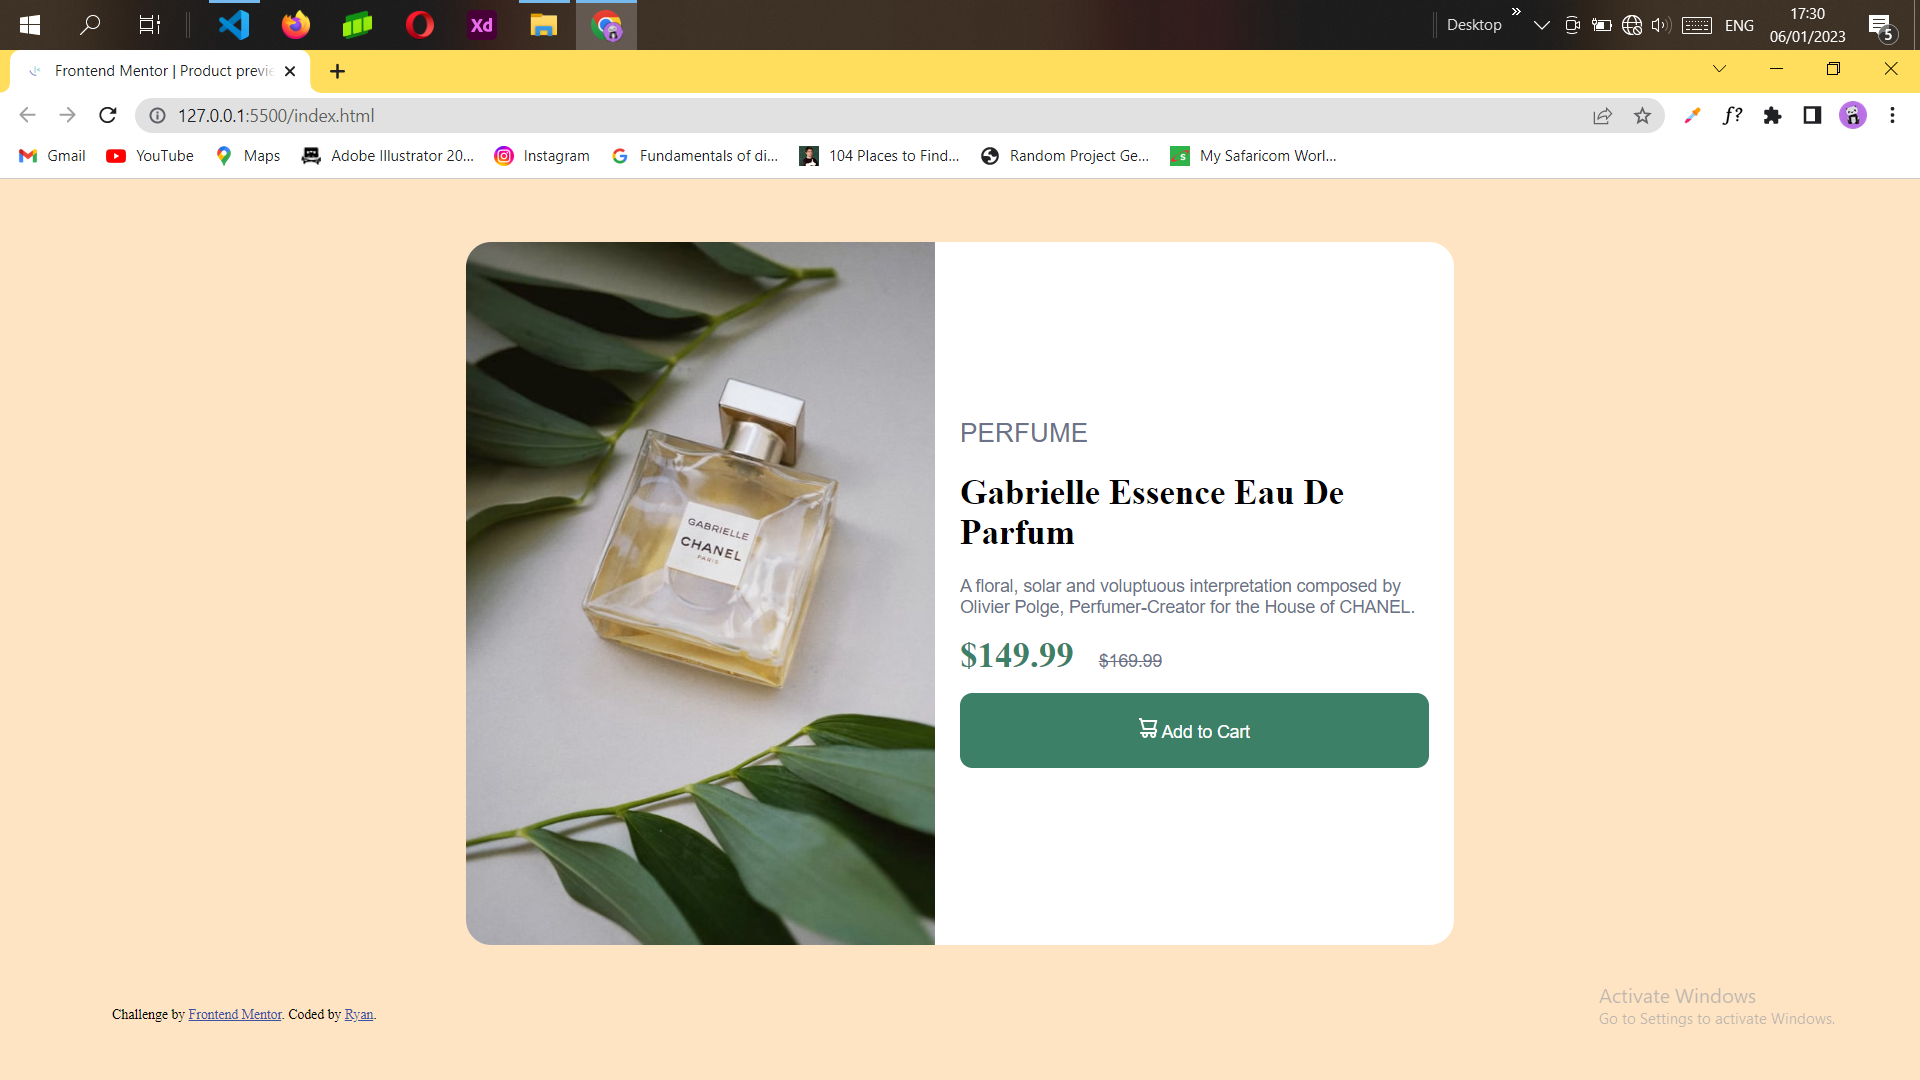 Xd
Desktop
»
ENG
17:30
06/01/2023
5
Frontend Mentor | Product previe
127.0.0.1:5500/index.html
f?
Gmail
YouTube
Maps
Adobe Illustrator 20...
Instagram
Fundamentals of di...
104 Places to Find...
Random Project Ge...
My Safaricom Worl...
GABRIELLE
CHANEL
PARIS
PERFUME
Gabrielle Essence Eau De
Parfum
A floral, solar and voluptuous interpretation composed by
Olivier Polge, Perfumer-Creator for the House of CHANEL.
$149.99 $169.99
Add to Cart
Challenge by Frontend Mentor. Coded by Ryan.
Activate Windows
Go to Settings to activate Windows.